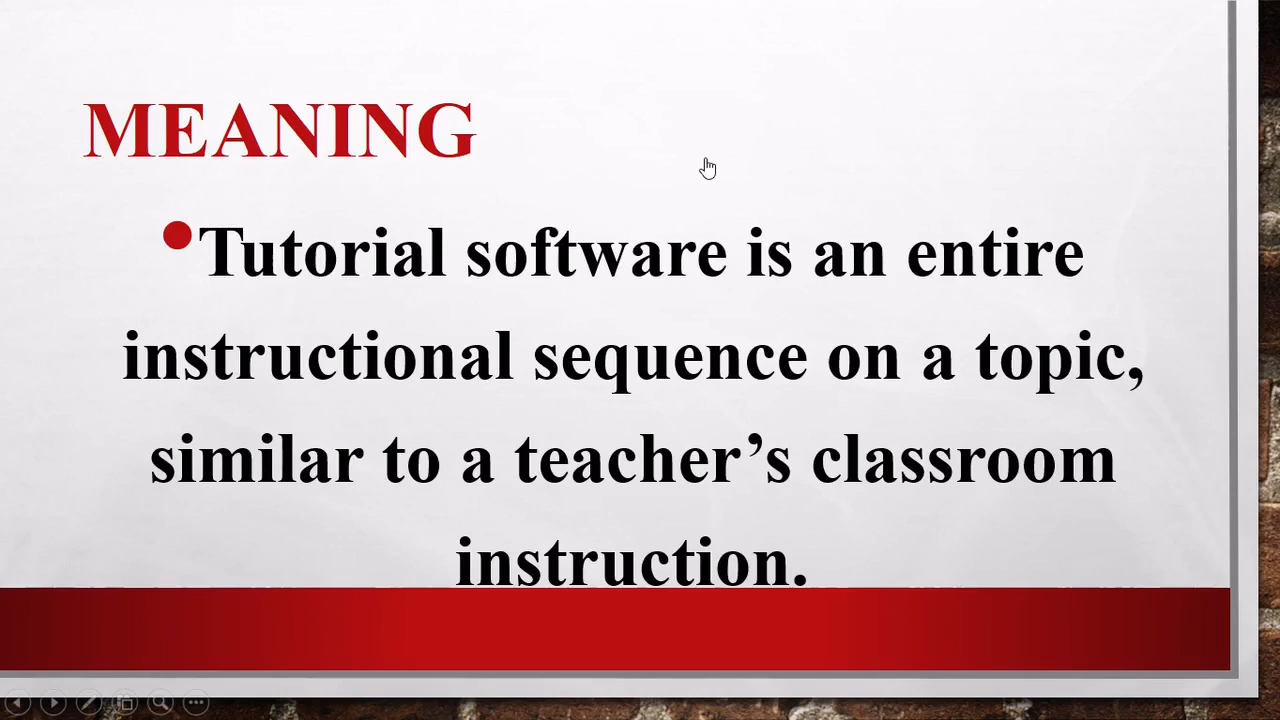 MEANING
•Tutorial software is an entire
instructional sequence on a topic,
similar to a teacher’s classroom
instruction.